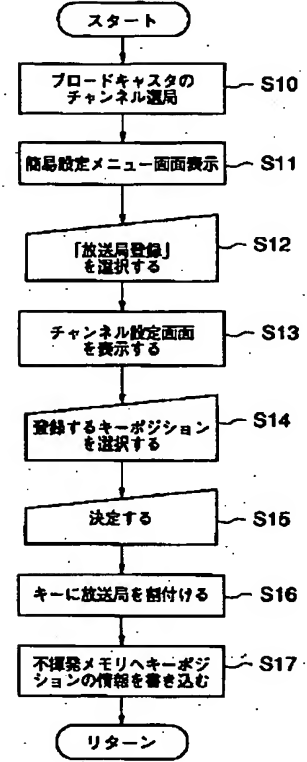 スタート
ブロードキャスタの
チャンネル選局
S10
簡易設定メニュー画面表示
S11
「放送局登録」
を選択する
S12
チャンネル設定画面
を表示する
S13
登録するキーポジション
を選択する
S14
決定する
S15
キーに放送局を割付ける
S16
不揮発メモリへキーポジ
ションの情報を書き込む
S17
リターン